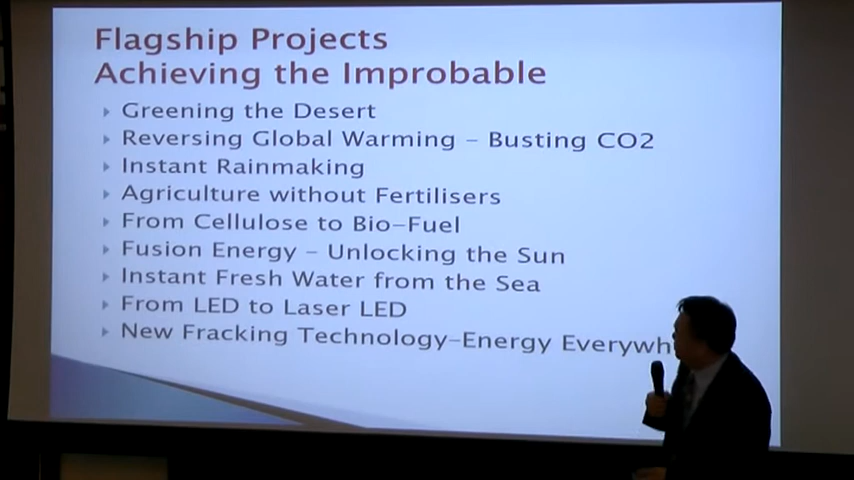 Flagship Projects
Achieving the Improbable
Greening the Desert
Reversing Global Warming – Busting CO2
Instant Rainmaking
Agriculture without Fertilisers
From Cellulose to Bio-Fuel
Fusion Energy – Unlocking the Sun
Instant Fresh Water from the Sea
From LED to Laser LED
New Fracking Technology-Energy